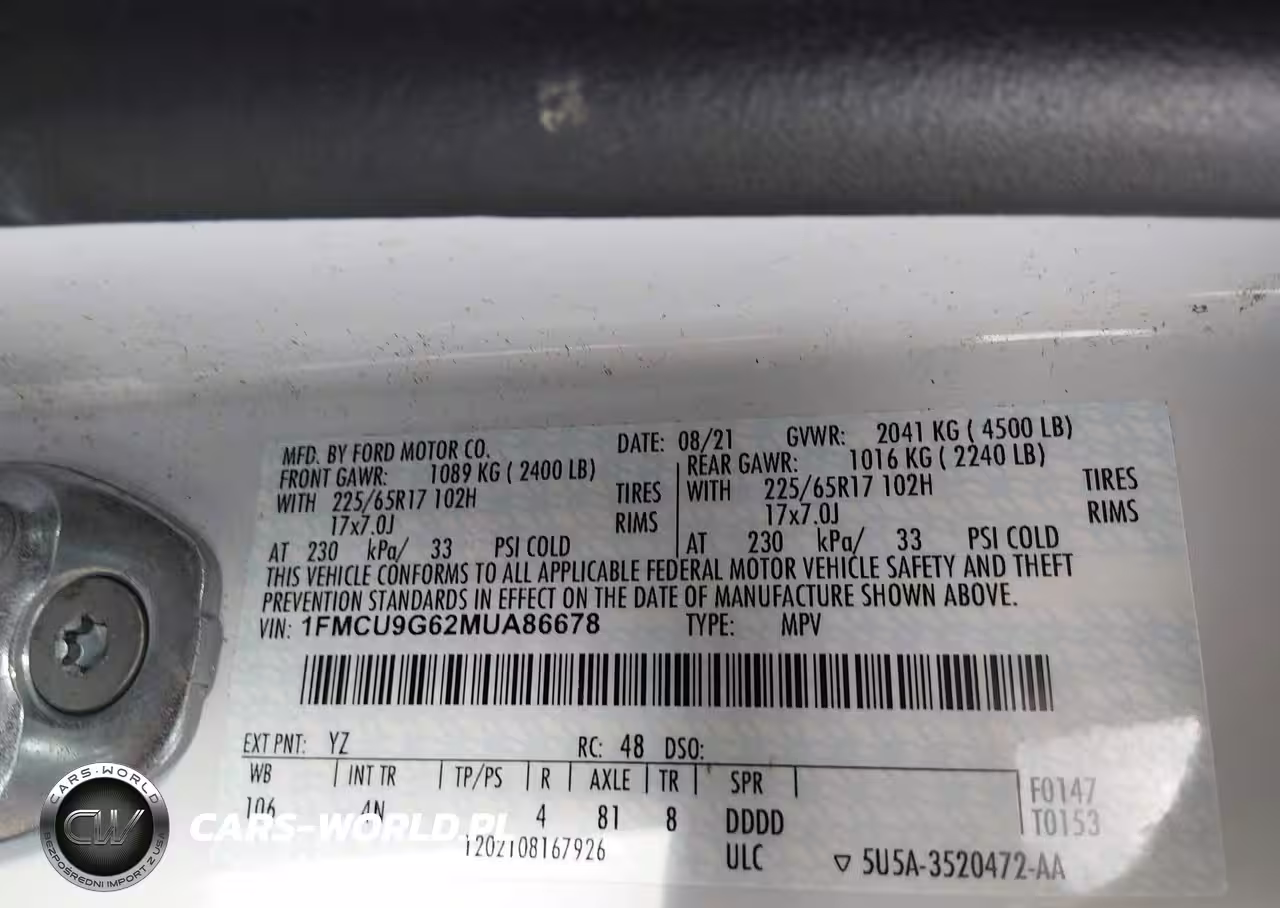 MFD. BY FORD MOTOR CO. DATE: 08/21 GVWR: 2041 KG ( 4500 LB)
FRONT GAWR: 1089 KG ( 2400 LB) REAR GAWR: 1016 KG ( 2240 LB)
WITH 225/65R17 102H TIRES WITH 225/65R17 102H TIRES
17x7.0J RIMS 17x7.0J RIMS
AT 230 kPa/ 33 PSI COLD AT 230 kPa/ 33 PSI COLD
THIS VEHICLE CONFORMS TO ALL APPLICABLE FEDERAL MOTOR VEHICLE SAFETY AND THEFT
PREVENTION STANDARDS IN EFFECT ON THE DATE OF MANUFACTURE SHOWN ABOVE.
VIN: 1FMCU9G62MUA86678 TYPE: MPV
EXT PNT: YZ RC: 48 DSO:
WB INT TR TP/PS R AXLE TR SPR
106 4N 4 81 8 DDDD
F0147
T0153
1202108167926 ULC ▽ 5U5A-3520472-AA
CARS-WORLD.PL
CARS-WORLD
CW
BEZPOŚREDNI IMPORT Z USA